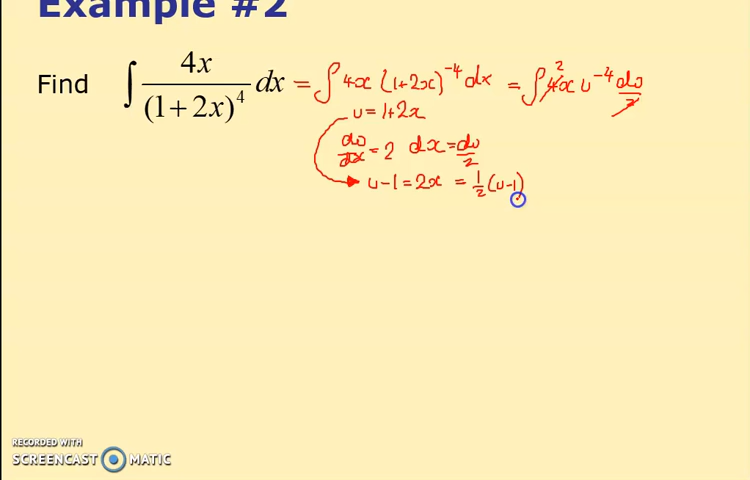 Example #2
Find ∫ 4x/(1+2x)^4 dx = ∫ 4x (1+2x)^-4 dx = ∫ 4x^2 u^-4 du/2
u = 1+2x
du/dx = 2 dx = du/2
u-1 = 2x = 1/2 (u-1)
RECORDED WITH
SCREENCAST MATIC